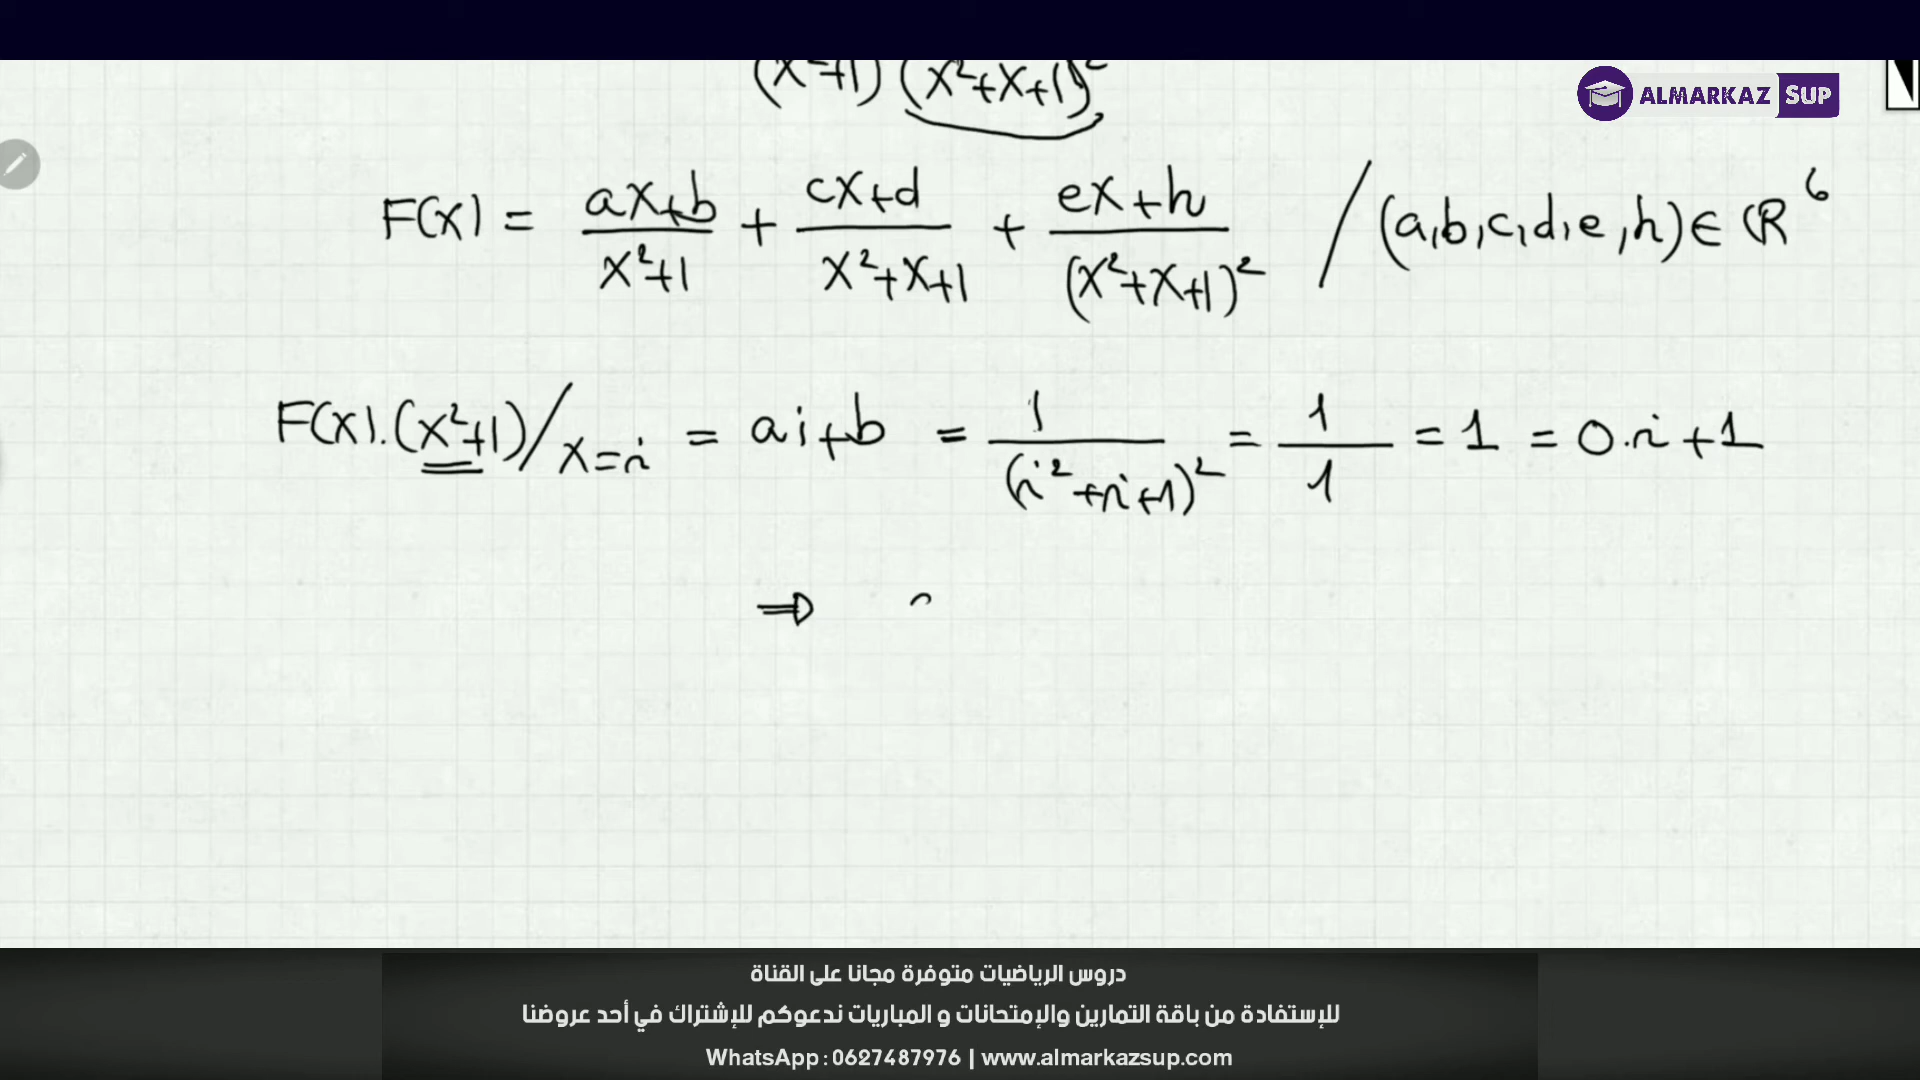 (X²+1) (X²+X+1)²
ALMARKAZ SUP
F(X) = aX+b / X²+1 + cX+d / X²+X+1 + eX+h / (X²+X+1)² / (a,b,c,d,e,h) ∈ ℝ⁶
F(X).(X²+1) / X=i = ai+b = 1 / (i²+i+1)² = 1 / 1 = 1 = 0.i+1
⇒
دروس الرياضيات متوفرة مجانا على القناة
للإستفادة من باقة التمارين والإمتحانات و المباريات ندعوكم للإشتراك في أحد عروضنا
WhatsApp : 0627487976 | www.almarkazsup.com